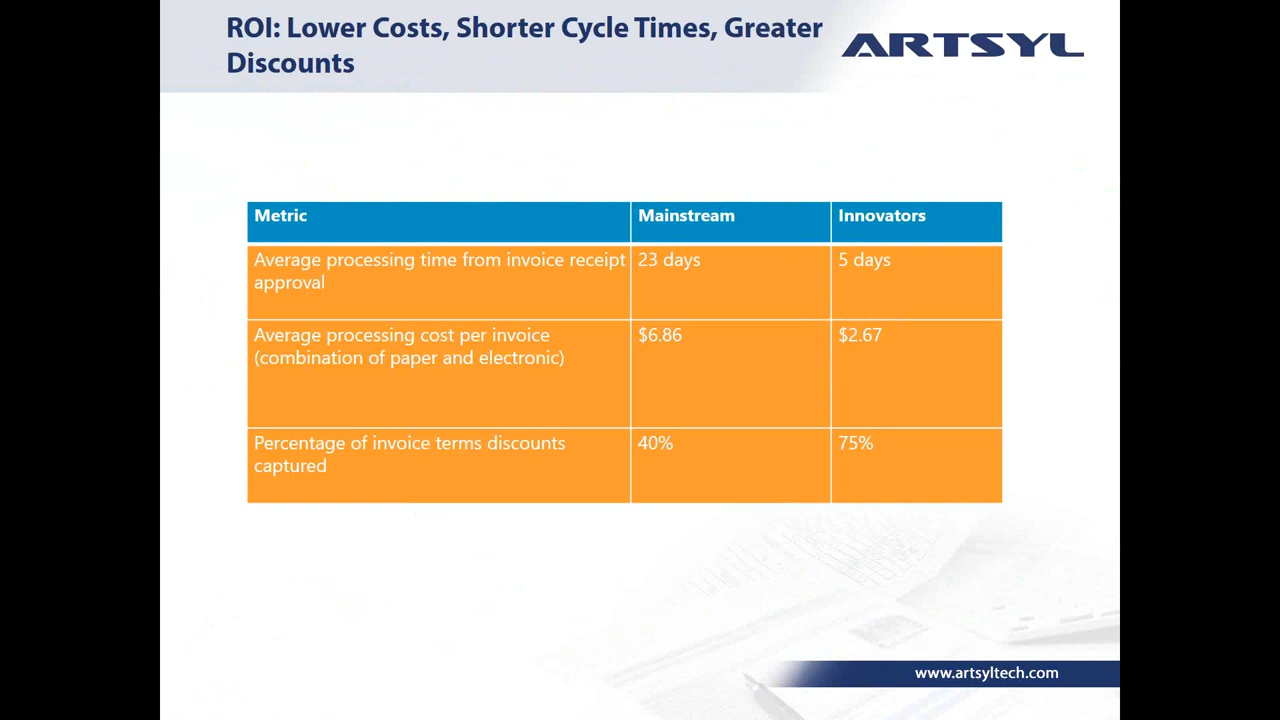 ROI: Lower Costs, Shorter Cycle Times, Greater
Discounts
ARTSYL
Metric
Mainstream
Innovators
Average processing time from invoice receipt
approval
23 days
5 days
Average processing cost per invoice
(combination of paper and electronic)
$6.86
$2.67
Percentage of invoice terms discounts
captured
40%
75%
www.artsyltech.com